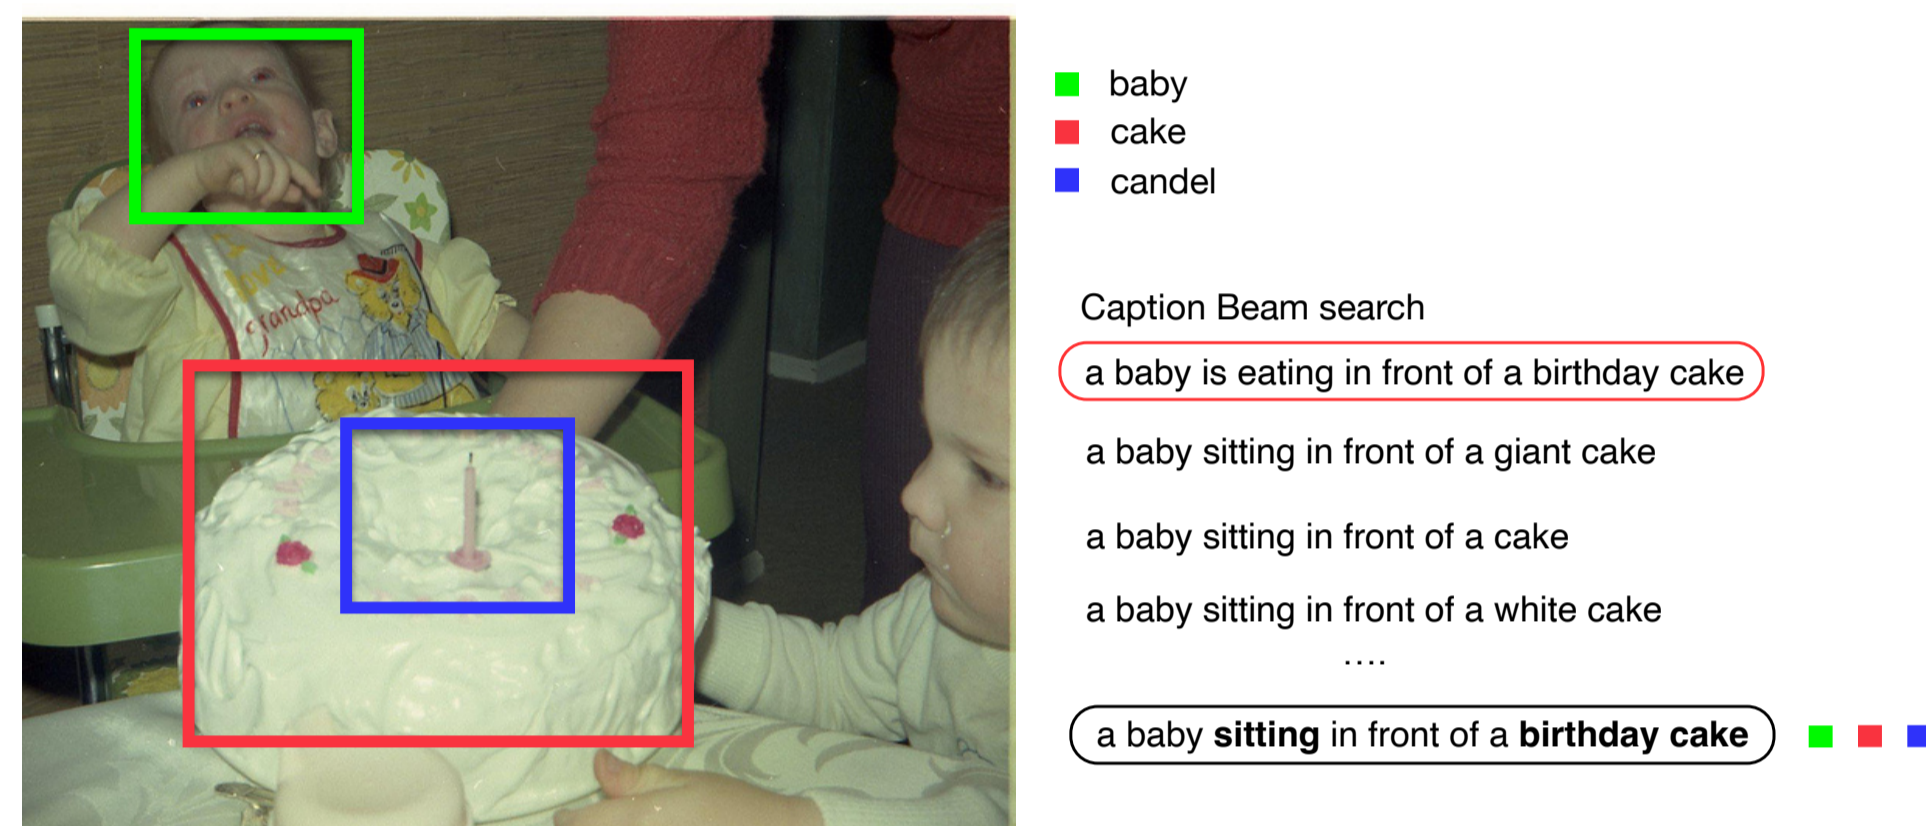 I
love
grandpa
baby
cake
candel
Caption Beam search
a baby is eating in front of a birthday cake
a baby sitting in front of a giant cake
a baby sitting in front of a cake
a baby sitting in front of a white cake
....
a baby sitting in front of a birthday cake